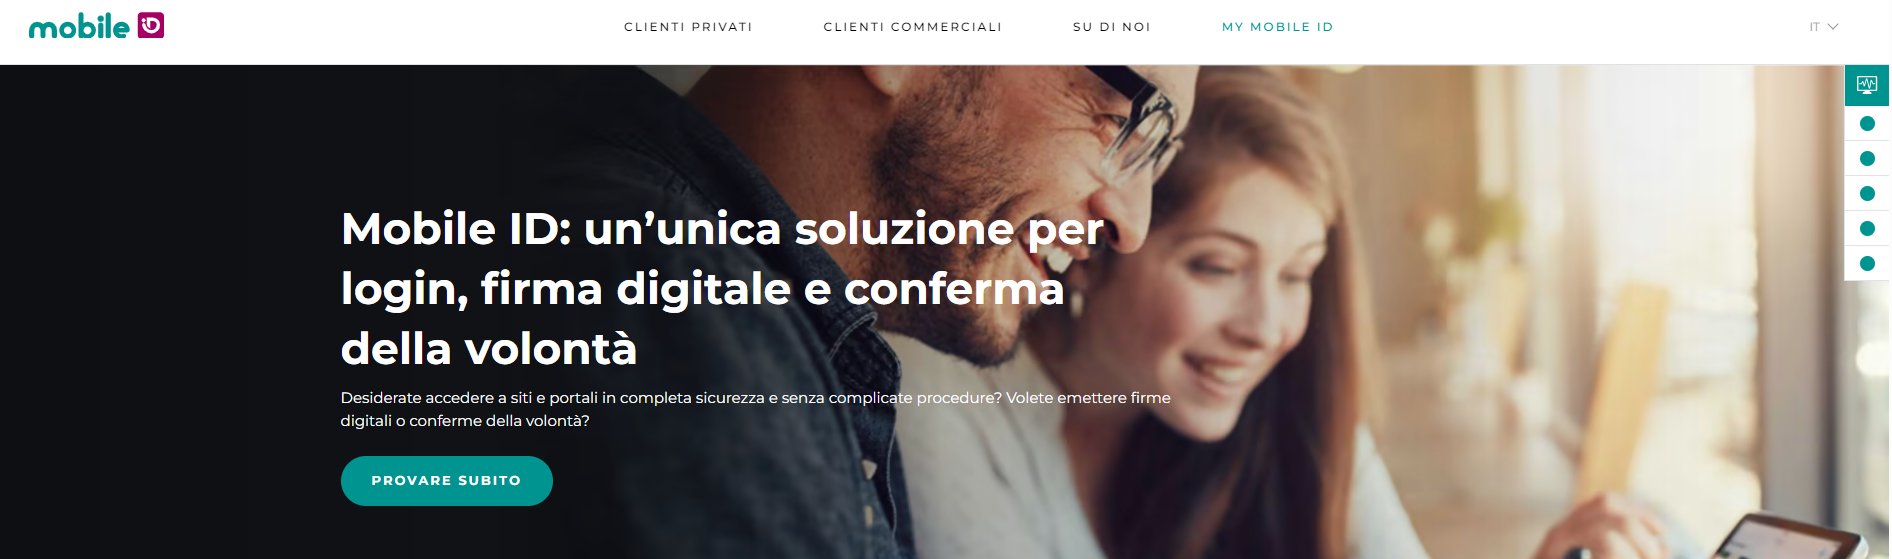 mobile ID
CLIENTI PRIVATI
CLIENTI COMMERCIALI
SU DI NOI
MY MOBILE ID
IT
Mobile ID: un’unica soluzione per
login, firma digitale e conferma
della volontà
Desiderate accedere a siti e portali in completa sicurezza e senza complicate procedure? Volete emettere firme
digitali o conferme della volontà?
PROVARE SUBITO